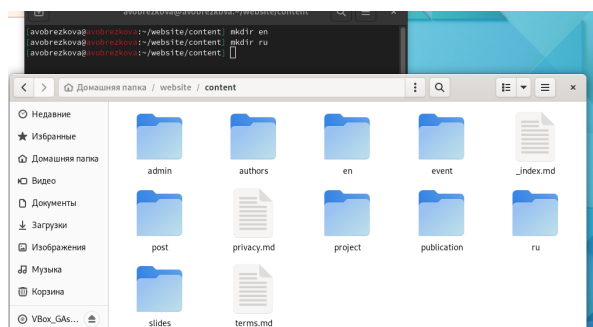 avobrezkova@avobrezkova:~/website/content
[avobrezkova@avobrezkova:~/website/content] mkdir en
[avobrezkova@avobrezkova:~/website/content] mkdir ru
[avobrezkova@avobrezkova:~/website/content]
Домашняя папка / website / content
Недавние
Избранные
Домашняя папка
Видео
Документы
Загрузки
Изображения
Музыка
Корзина
VBox_GAs...
admin authors en event _index.md
post privacy.md project publication ru
slides terms.md